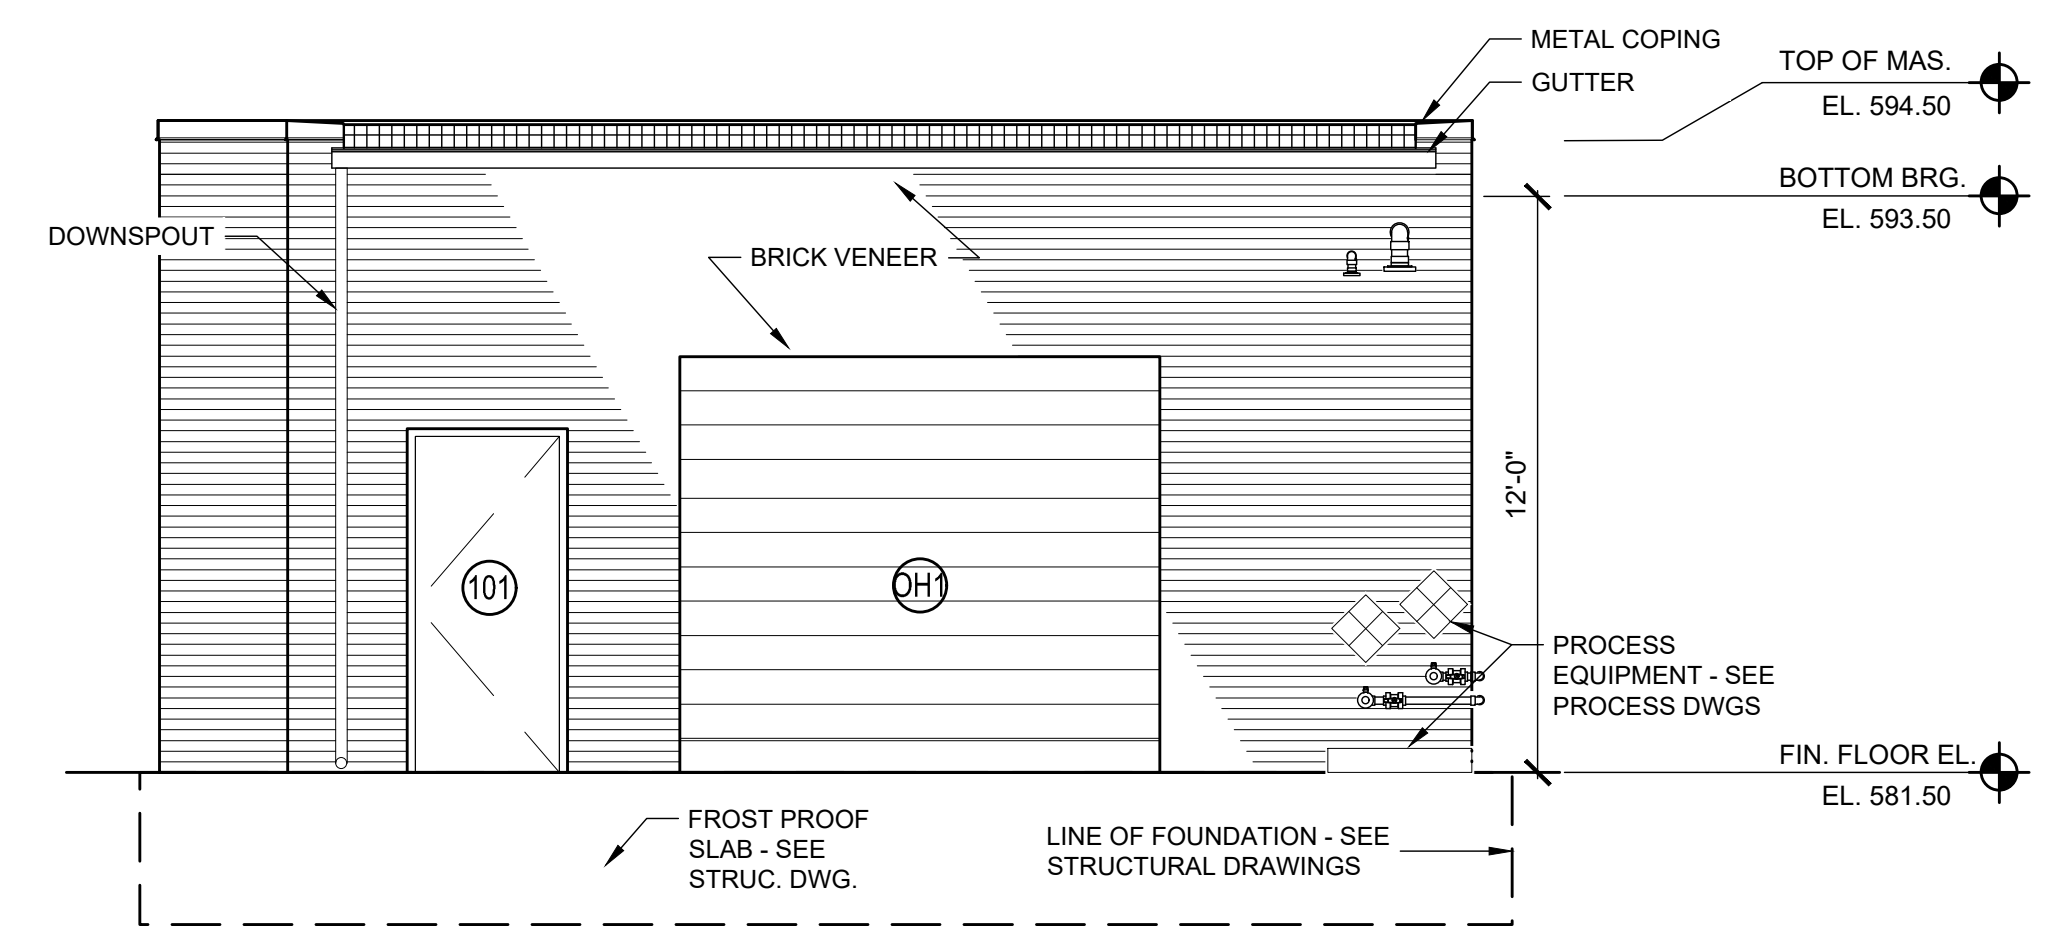 METAL COPING
GUTTER
TOP OF MAS.
EL. 594.50
BOTTOM BRG.
EL. 593.50
DOWNSPOUT
BRICK VENEER
12'-0"
101
OH1
PROCESS
EQUIPMENT - SEE
PROCESS DWGS
FIN. FLOOR EL.
EL. 581.50
FROST PROOF
SLAB - SEE
STRUC. DWG.
LINE OF FOUNDATION - SEE
STRUCTURAL DRAWINGS